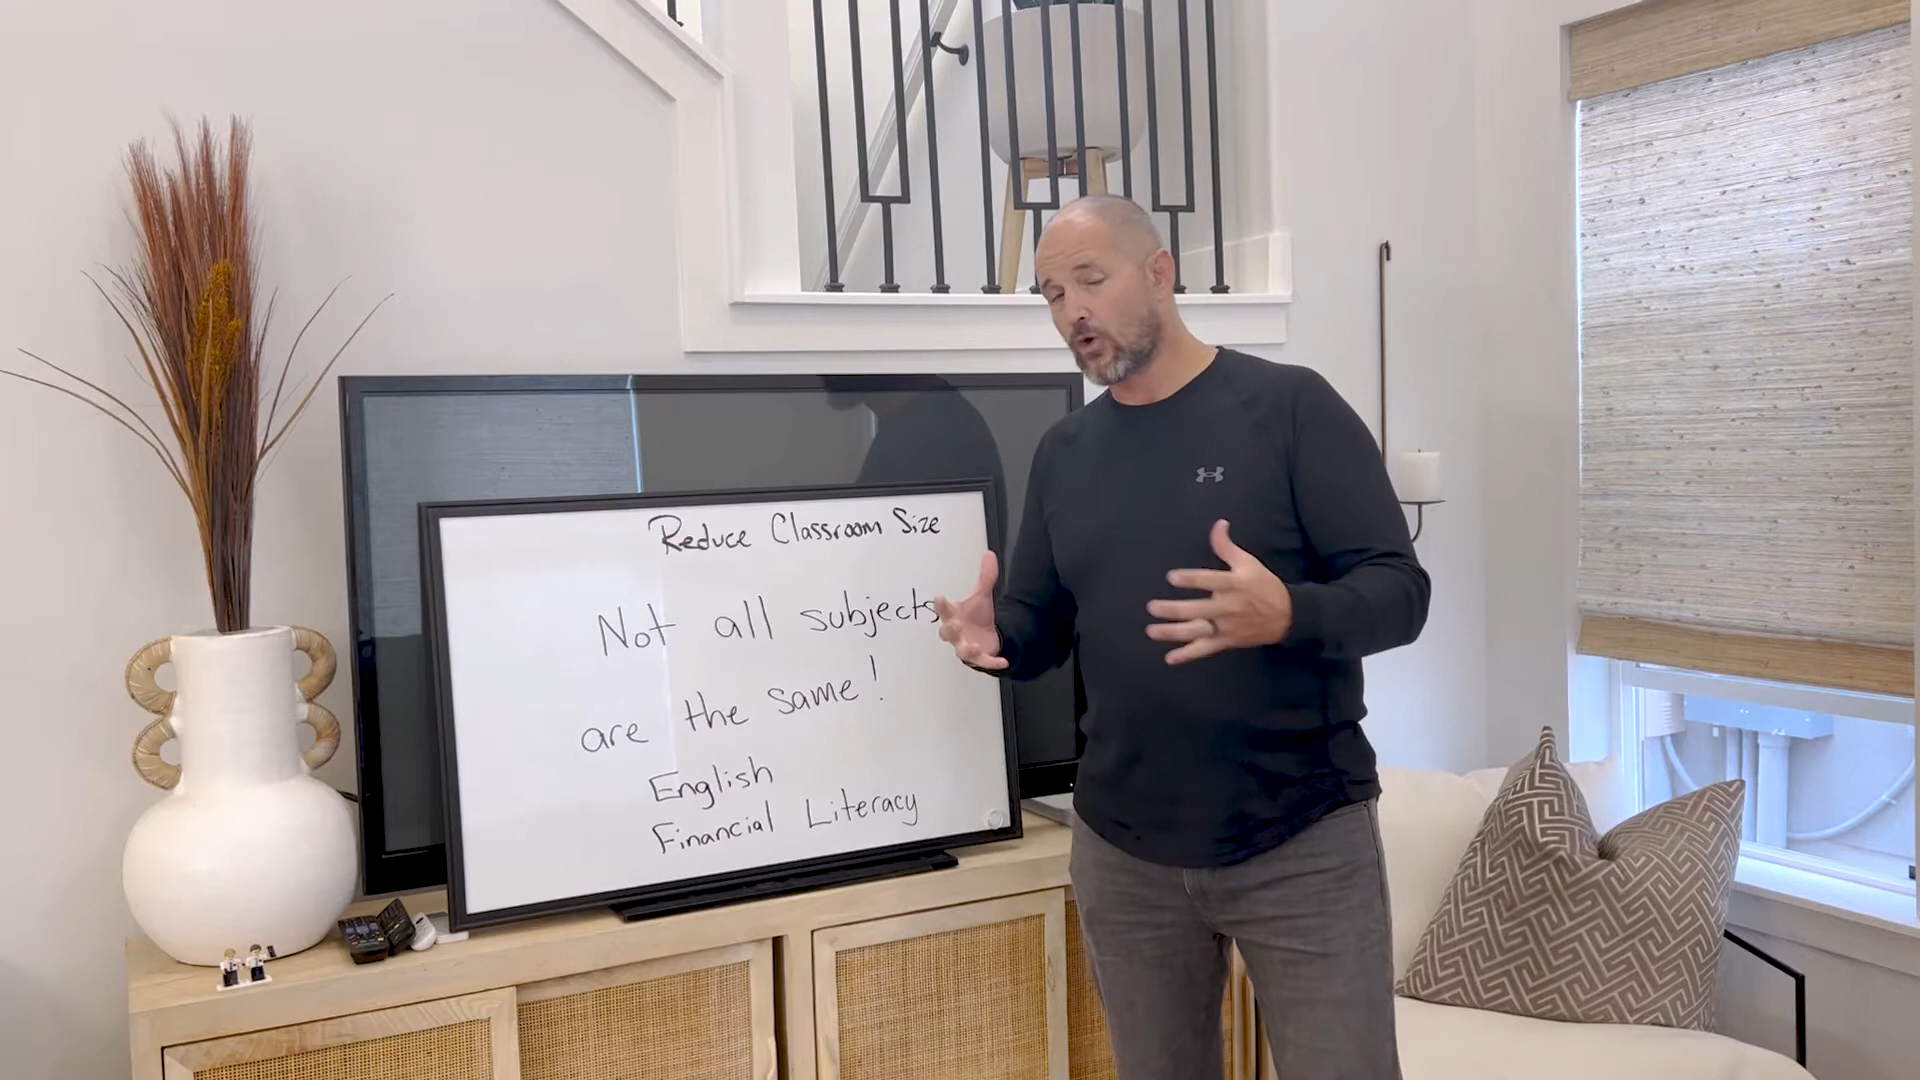 Reduce Classroom Size
Not all subjects
are the same!
English
Financial Literacy